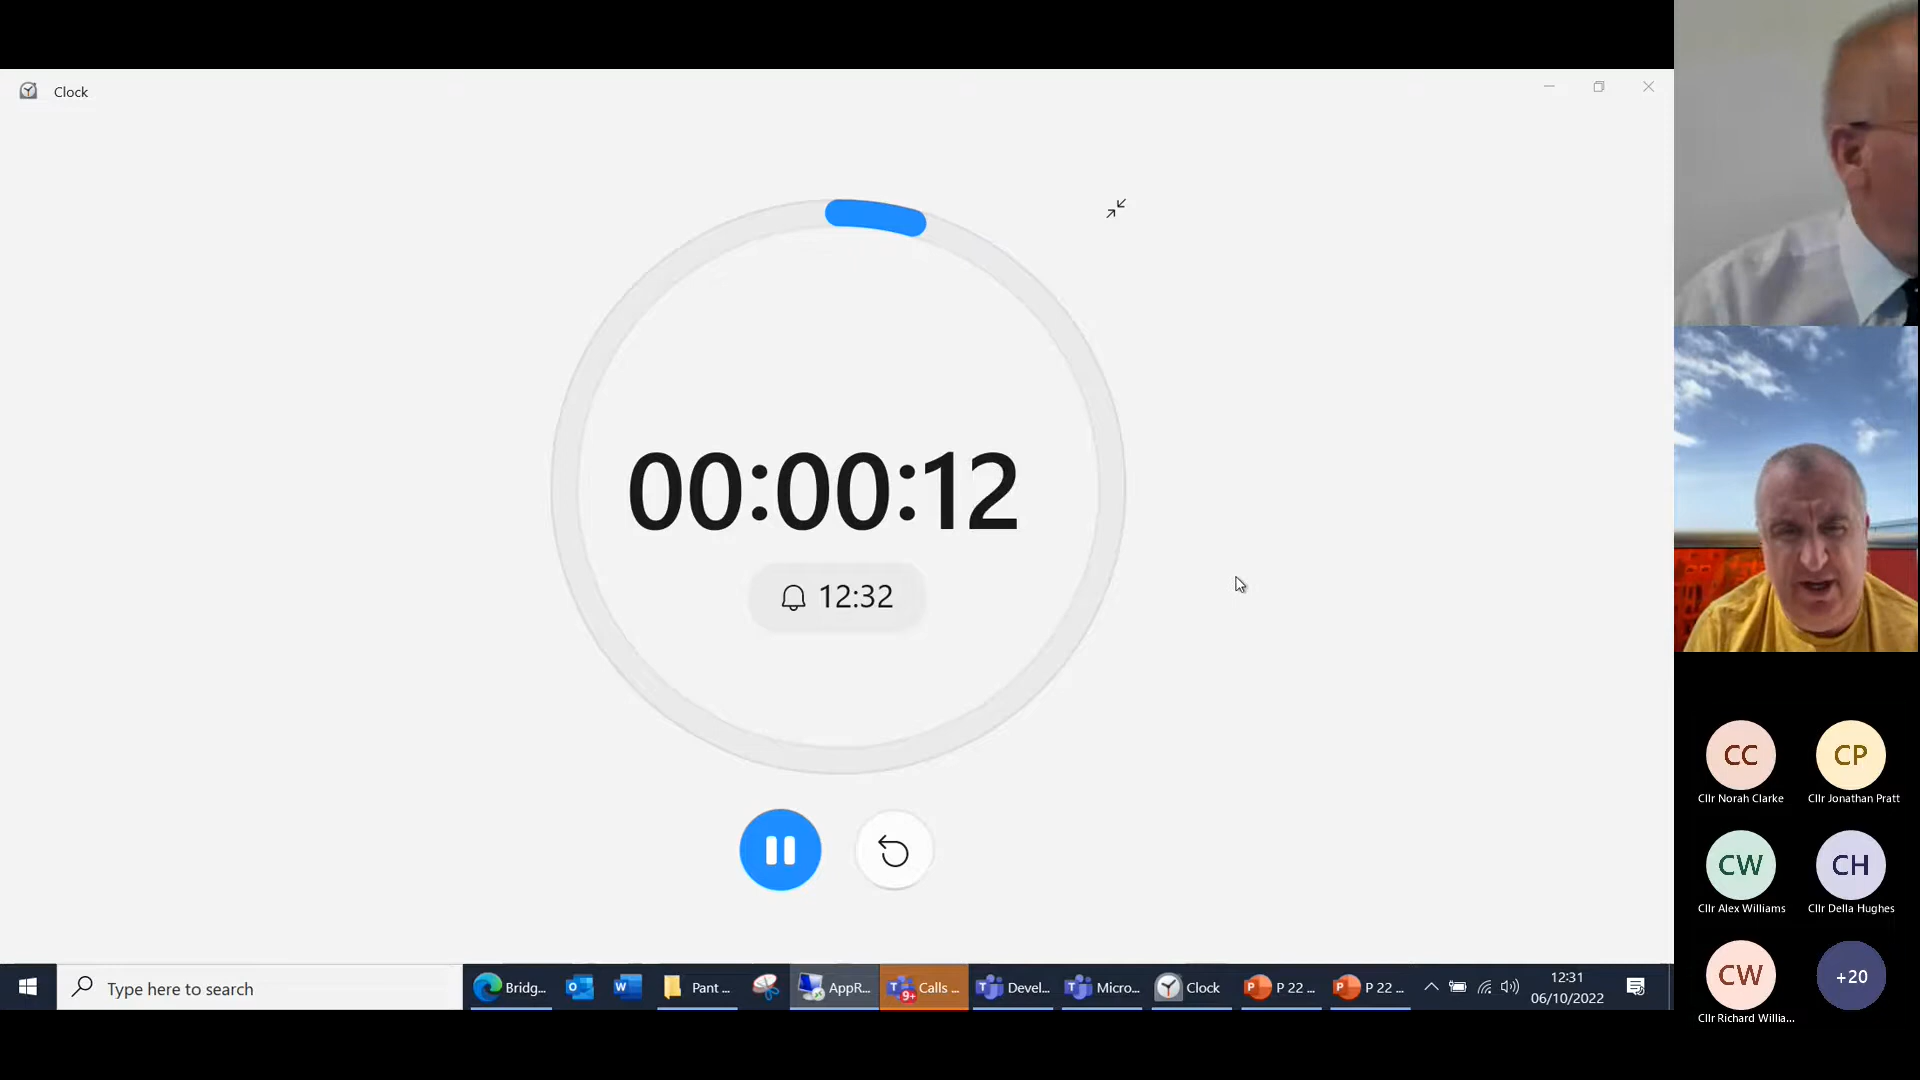 Clock
00:00:12
12:32
CC
CP
Cllr Norah Clarke
Cllr Jonathan Pratt
CW
CH
Cllr Alex Williams
Cllr Della Hughes
CW
+20
Cllr Richard Willia...
Type here to search
Bridg...
Pant ...
AppR...
9+
Calls ...
Devel...
Micro...
Clock
P 22 ...
P 22 ...
12:31
06/10/2022